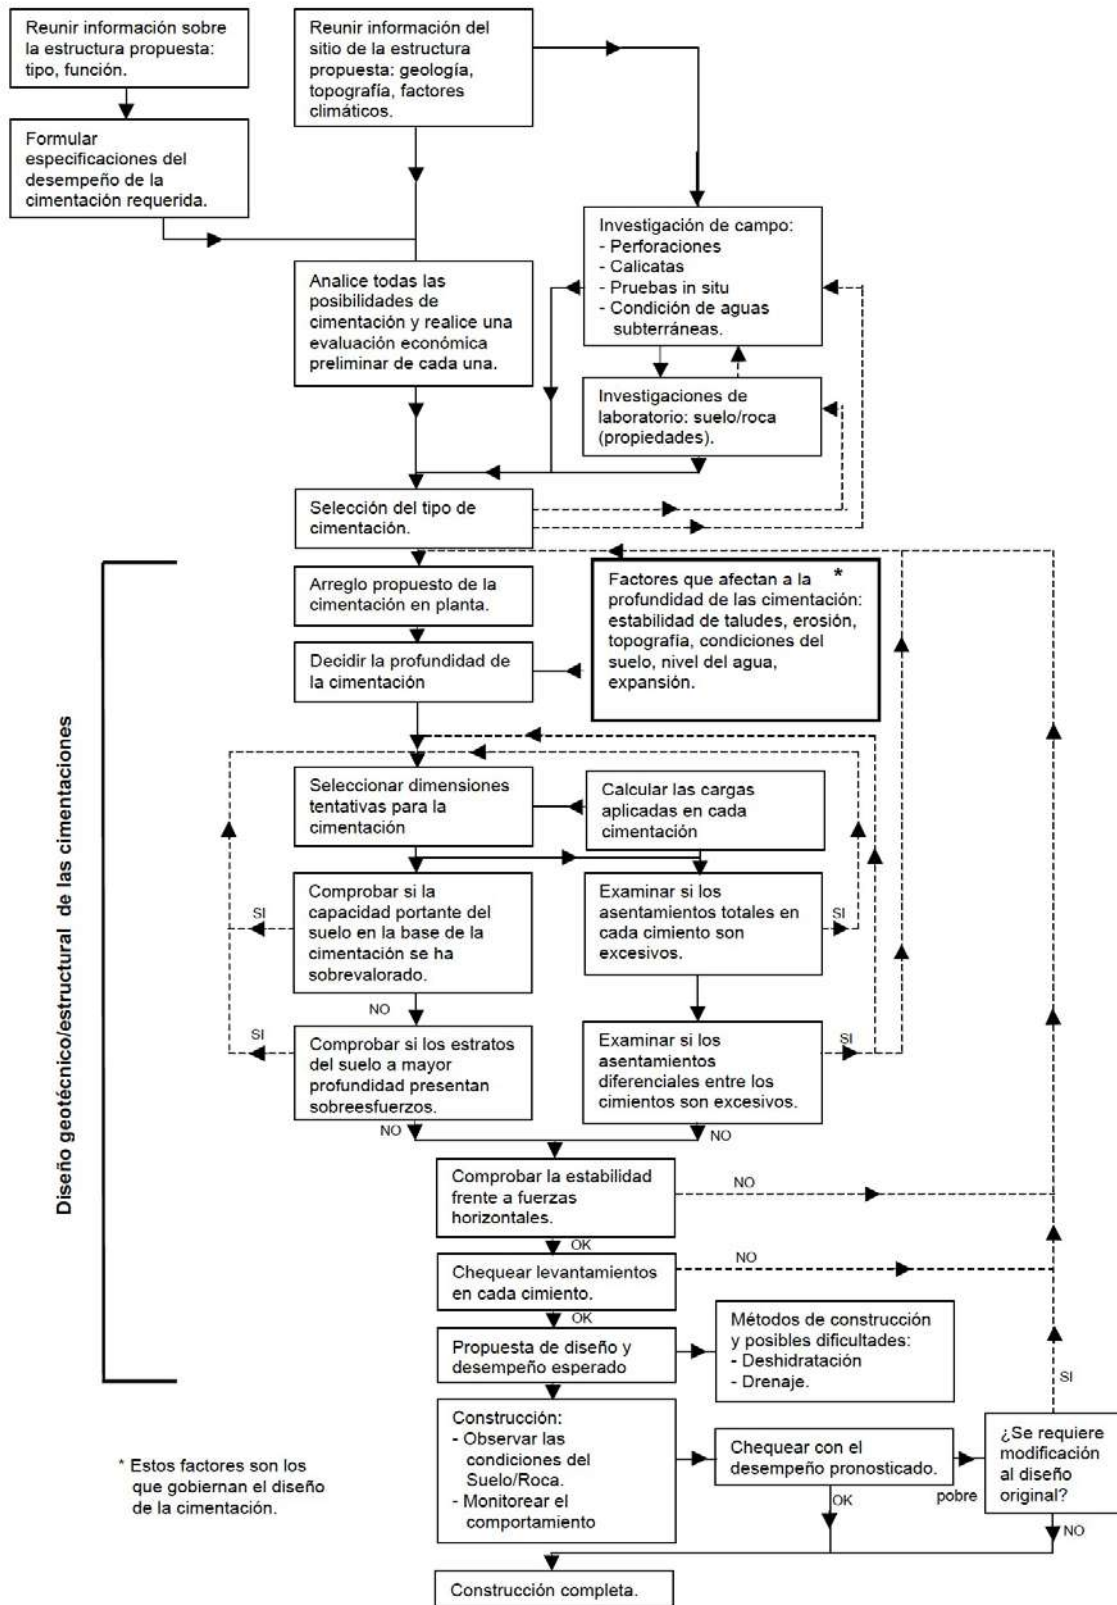 Reunir información sobre
la estructura propuesta:
tipo, función.
Reunir información del
sitio de la estructura
propuesta: geología,
topografía, factores
climáticos.
Formular
especificaciones del
desempeño de la
cimentación requerida.
Investigación de campo:
- Perforaciones
- Calicatas
- Pruebas in situ
- Condición de aguas
subterráneas.
Analice todas las
posibilidades de
cimentación y realice una
evaluación económica
preliminar de cada una.
Investigaciones de
laboratorio: suelo/roca
(propiedades).
Selección del tipo de
cimentación.
Diseño geotécnico/estructural de las cimentaciones
Arreglo propuesto de la
cimentación en planta.
Factores que afectan a la *
profundidad de las cimentación:
estabilidad de taludes, erosión,
topografía, condiciones del
suelo, nivel del agua,
expansión.
Decidir la profundidad de
la cimentación
Seleccionar dimensiones
tentativas para la
cimentación
Calcular las cargas
aplicadas en cada
cimentación
SI
Comprobar si la
capacidad portante del
suelo en la base de la
cimentación se ha
sobrevalorado.
Examinar si los
asentamientos totales en
cada cimiento son
excesivos.
SI
NO
SI
Comprobar si los estratos
del suelo a mayor
profundidad presentan
sobreesfuerzos.
Examinar si los
asentamientos
diferenciales entre los
cimientos son excesivos.
SI
NO
NO
Comprobar la estabilidad
frente a fuerzas
horizontales.
NO
OK
Chequear levantamientos
en cada cimiento.
NO
OK
Propuesta de diseño y
desempeño esperado
Métodos de construcción
y posibles dificultades:
- Deshidratación
- Drenaje.
SI
Construcción:
- Observar las
condiciones del
Suelo/Roca.
- Monitorear el
comportamiento
Chequear con el
desempeño pronosticado.
pobre
¿Se requiere
modificación
al diseño
original?
OK
NO
* Estos factores son los
que gobiernan el diseño
de la cimentación.
Construcción completa.